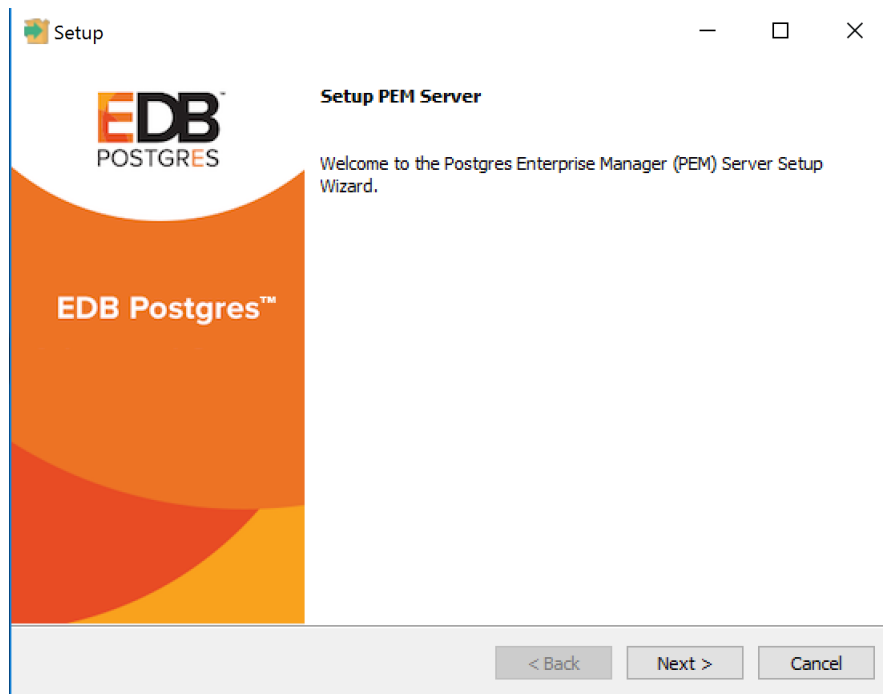 Setup
EDB™
POSTGRES
EDB Postgres™
Setup PEM Server
Welcome to the Postgres Enterprise Manager (PEM) Server Setup
Wizard.
< Back
Next >
Cancel